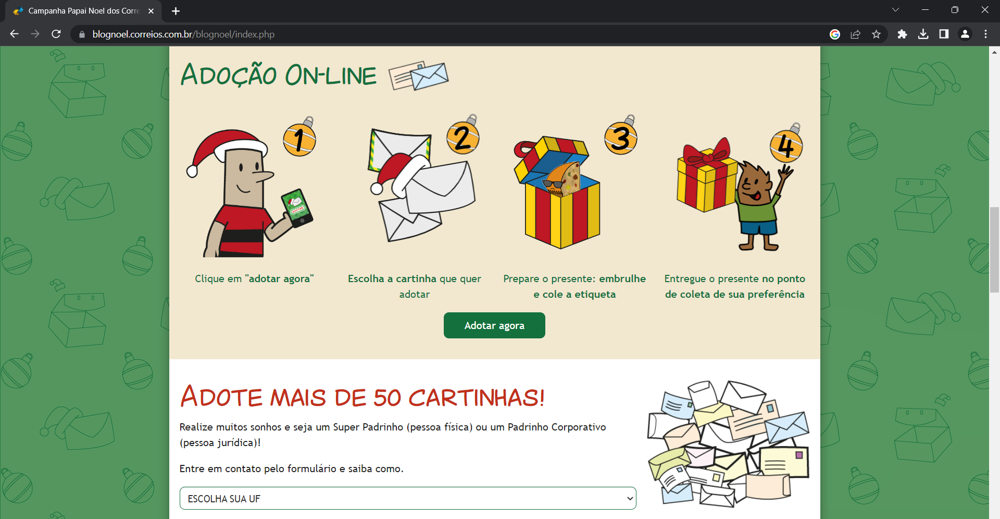 Campanha Papai Noel dos Corre
blognoel.correios.com.br/blognoel/index.php
ADOÇÃO ON-LINE
1
2
3
4
ADOTAR
Clique em "adotar agora"
Escolha a cartinha que quer
adotar
Prepare o presente: embrulhe
e cole a etiqueta
Entregue o presente no ponto
de coleta de sua preferência
Adotar agora
ADOTE MAIS DE 50 CARTINHAS!
Realize muitos sonhos e seja um Super Padrinho (pessoa física) ou um Padrinho Corporativo
(pessoa jurídica)!
Entre em contato pelo formulário e saiba como.
ESCOLHA SUA UF